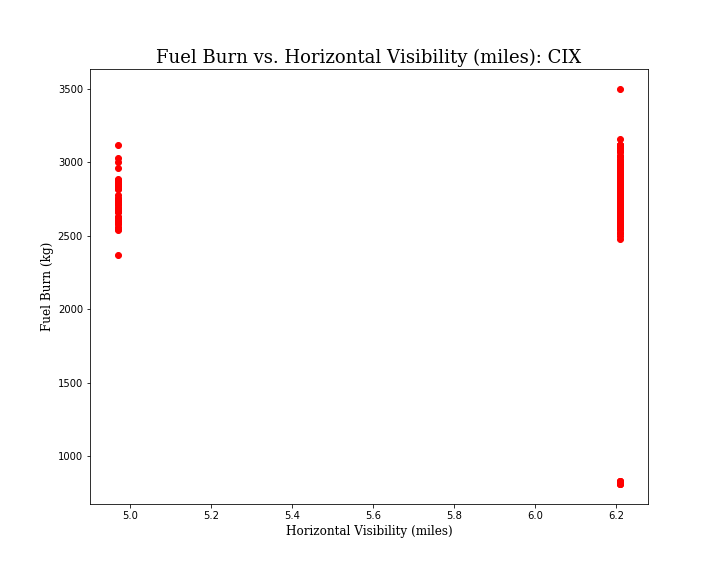 Fuel Burn vs. Horizontal Visibility (miles): CIX
3500
3000
2500
2000
1500
1000
Fuel Burn (kg)
5.0 5.2 5.4 5.6 5.8 6.0 6.2
Horizontal Visibility (miles)